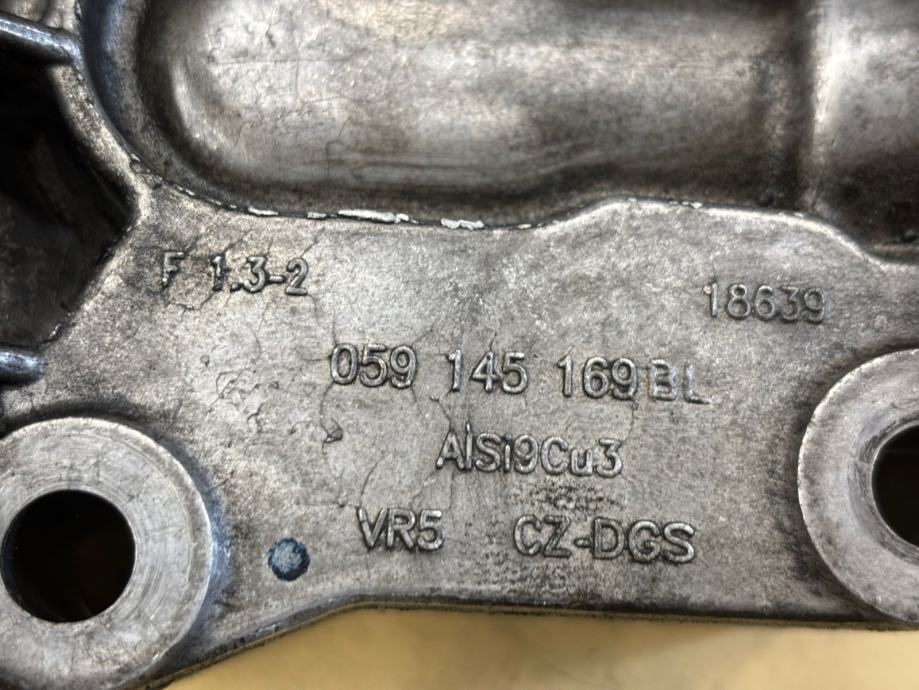 F 1.3-2
18639
059 145 169 BL
AlSi9Cu3
VR5 CZ-DGS